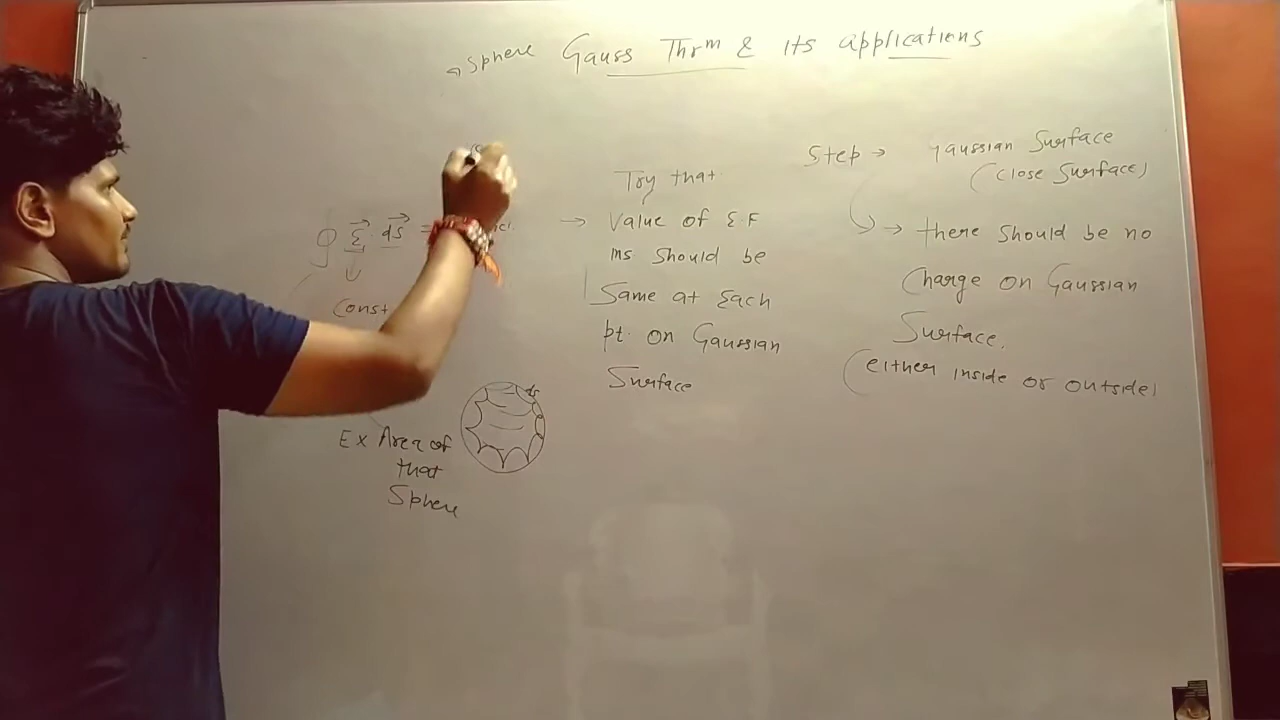 → Sphere Gauss Thrm & its applications
Step → gaussian Surface
(close Surface)
→ there should be no
Charge on Gaussian
Surface.
(either inside or outside)
Try that
→ Value of E.F
ms should be
Same at Each
pt. on Gaussian
Surface
∮ E⃗ . ds⃗ =
Const
ds
E x Area of
that
Sphere